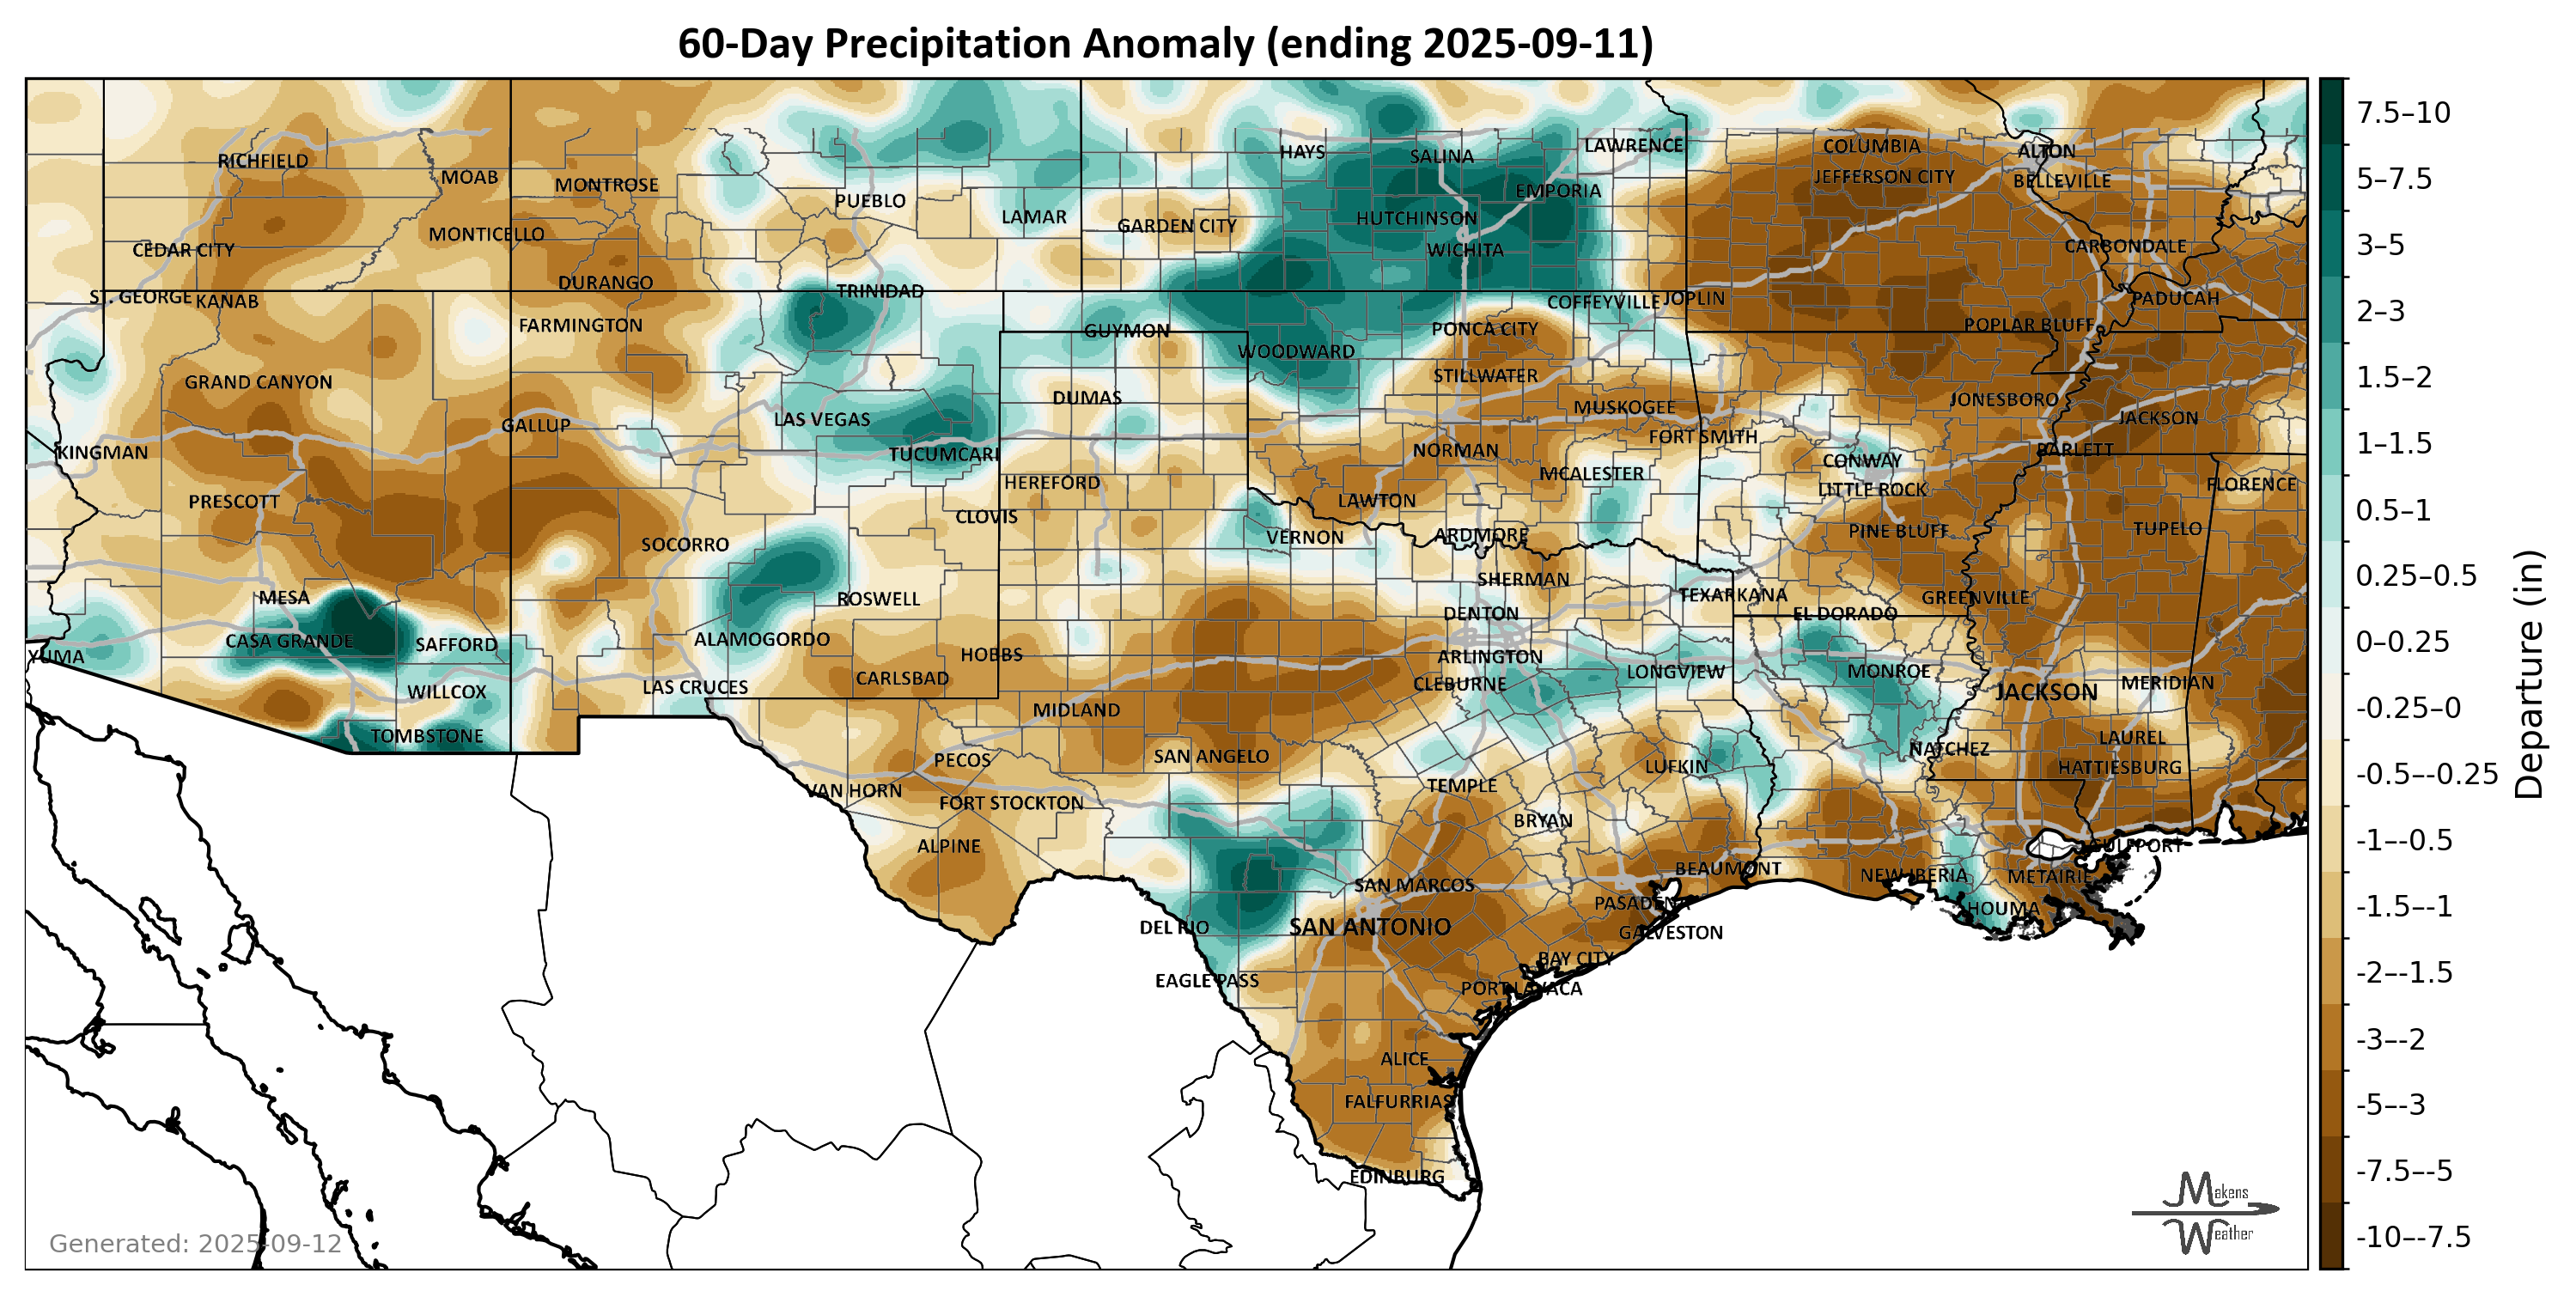 60-Day Precipitation Anomaly (ending 2025-09-11)
RICHFIELD
MOAB
MONTROSE
PUEBLO
LAMAR
HAYS
SALINA
LAWRENCE
COLUMBIA
ALTON
JEFFERSON CITY
BELLEVILLE
EMPORIA
GARDEN CITY
HUTCHINSON
WICHITA
CEDAR CITY
MONTICELLO
CARBONDALE
DURANGO
TRINIDAD
ST. GEORGE
KANAB
COFFEYVILLE
JOPLIN
PADUCAH
FARMINGTON
GUYMON
PONCA CITY
POPLAR BLUFF
WOODWARD
GRAND CANYON
STILLWATER
DUMAS
MUSKOGEE
JONESBORO
GALLUP
LAS VEGAS
JACKSON
KINGMAN
TUCUMCARI
NORMAN
FORT SMITH
BARLETT
CONWAY
PRESCOTT
HEREFORD
MCALESTER
LITTLE ROCK
FLORENCE
LAWTON
CLOVIS
SOCORRO
VERNON
ARDMORE
PINE BLUFF
TUPELO
SHERMAN
MESA
ROSWELL
TEXARKANA
GREENVILLE
DENTON
EL DORADO
CASA GRANDE
SAFFORD
ALAMOGORDO
YUMA
HOBBS
ARLINGTON
LONGVIEW
MONROE
WILLCOX
LAS CRUCES
CARLSBAD
CLEBURNE
JACKSON
MERIDIAN
MIDLAND
TOMBSTONE
PECOS
SAN ANGELO
LUFKIN
NATCHEZ
LAUREL
HATTIESBURG
VAN HORN
FORT STOCKTON
TEMPLE
BRYAN
ALPINE
GULFPORT
SAN MARCOS
BEAUMONT
NEW IBERIA
METAIRIE
PASADENA
HOUMA
DEL RIO
SAN ANTONIO
GALVESTON
BAY CITY
EAGLE PASS
PORT LAVACA
ALICE
FALFURRIAS
EDINBURG
Generated: 2025-09-12
Makens
Weather
7.5–10
5–7.5
3–5
2–3
1.5–2
1–1.5
0.5–1
0.25–0.5
0–0.25
-0.25–0
-0.5–-0.25
-1–-0.5
-1.5–-1
-2–-1.5
-3–-2
-5–-3
-7.5–-5
-10–-7.5
Departure (in)